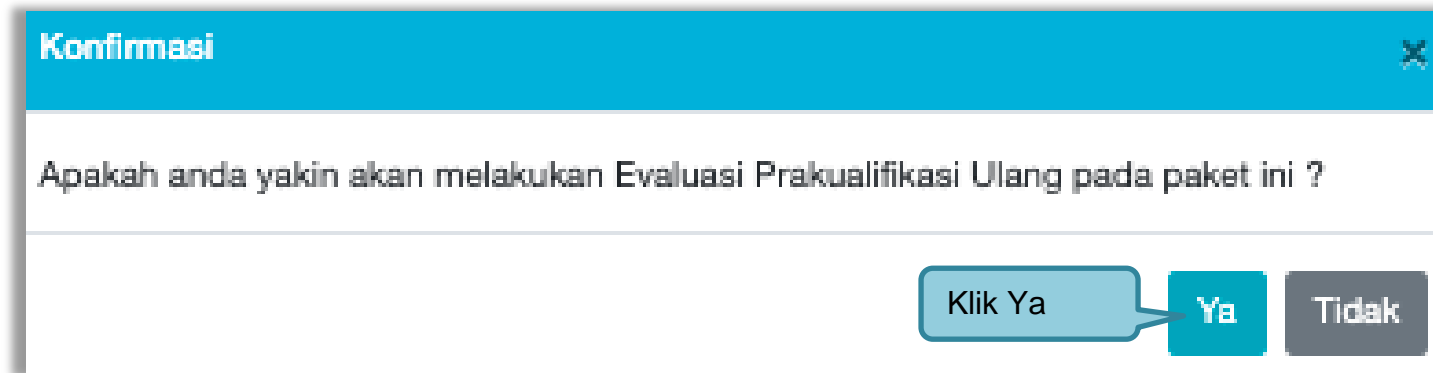 Konfirmasi
×
Apakah anda yakin akan melakukan Evaluasi Prakualifikasi Ulang pada paket ini ?
Klik Ya
Ya Tidak